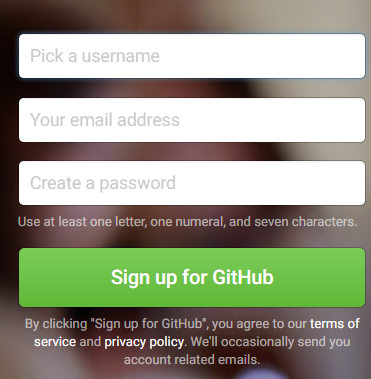 Pick a username
Your email address
Create a password
Use at least one letter, one numeral, and seven characters.
Sign up for GitHub
By clicking "Sign up for GitHub", you agree to our terms of
service and privacy policy. We'll occasionally send you
account related emails.